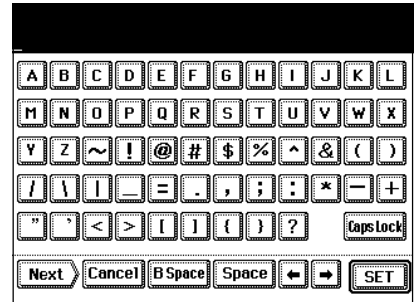 _
A B C D E F G H I J K L
M N O P Q R S T U V W X
Y Z ~ ! @ # $ % ^ & ( )
/ \ | _ = . , ; : * - +
" ' < > [ ] { } ? Caps Lock
Next Cancel B Space Space ← → SET